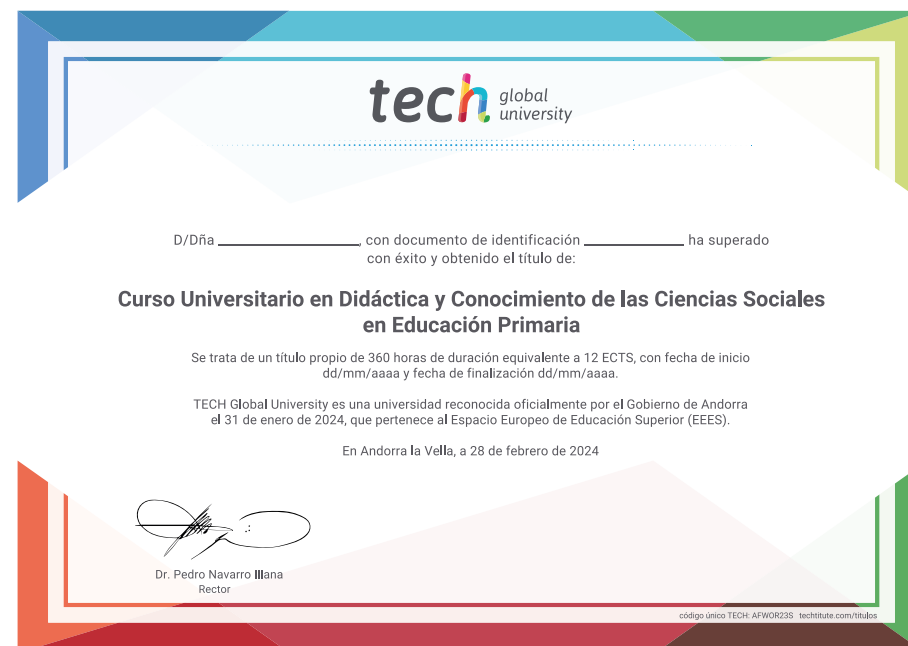 tech global university
D/Dña ____________, con documento de identificación ____________ ha superado
con éxito y obtenido el título de:
Curso Universitario en Didáctica y Conocimiento de las Ciencias Sociales
en Educación Primaria
Se trata de un título propio de 360 horas de duración equivalente a 12 ECTS, con fecha de inicio
dd/mm/aaaa y fecha de finalización dd/mm/aaaa.
TECH Global University es una universidad reconocida oficialmente por el Gobierno de Andorra
el 31 de enero de 2024, que pertenece al Espacio Europeo de Educación Superior (EEES).
En Andorra la Vella, a 28 de febrero de 2024
Dr. Pedro Navarro Illana
Rector
código único TECH: AFWOR23S techtitute.com/titulos